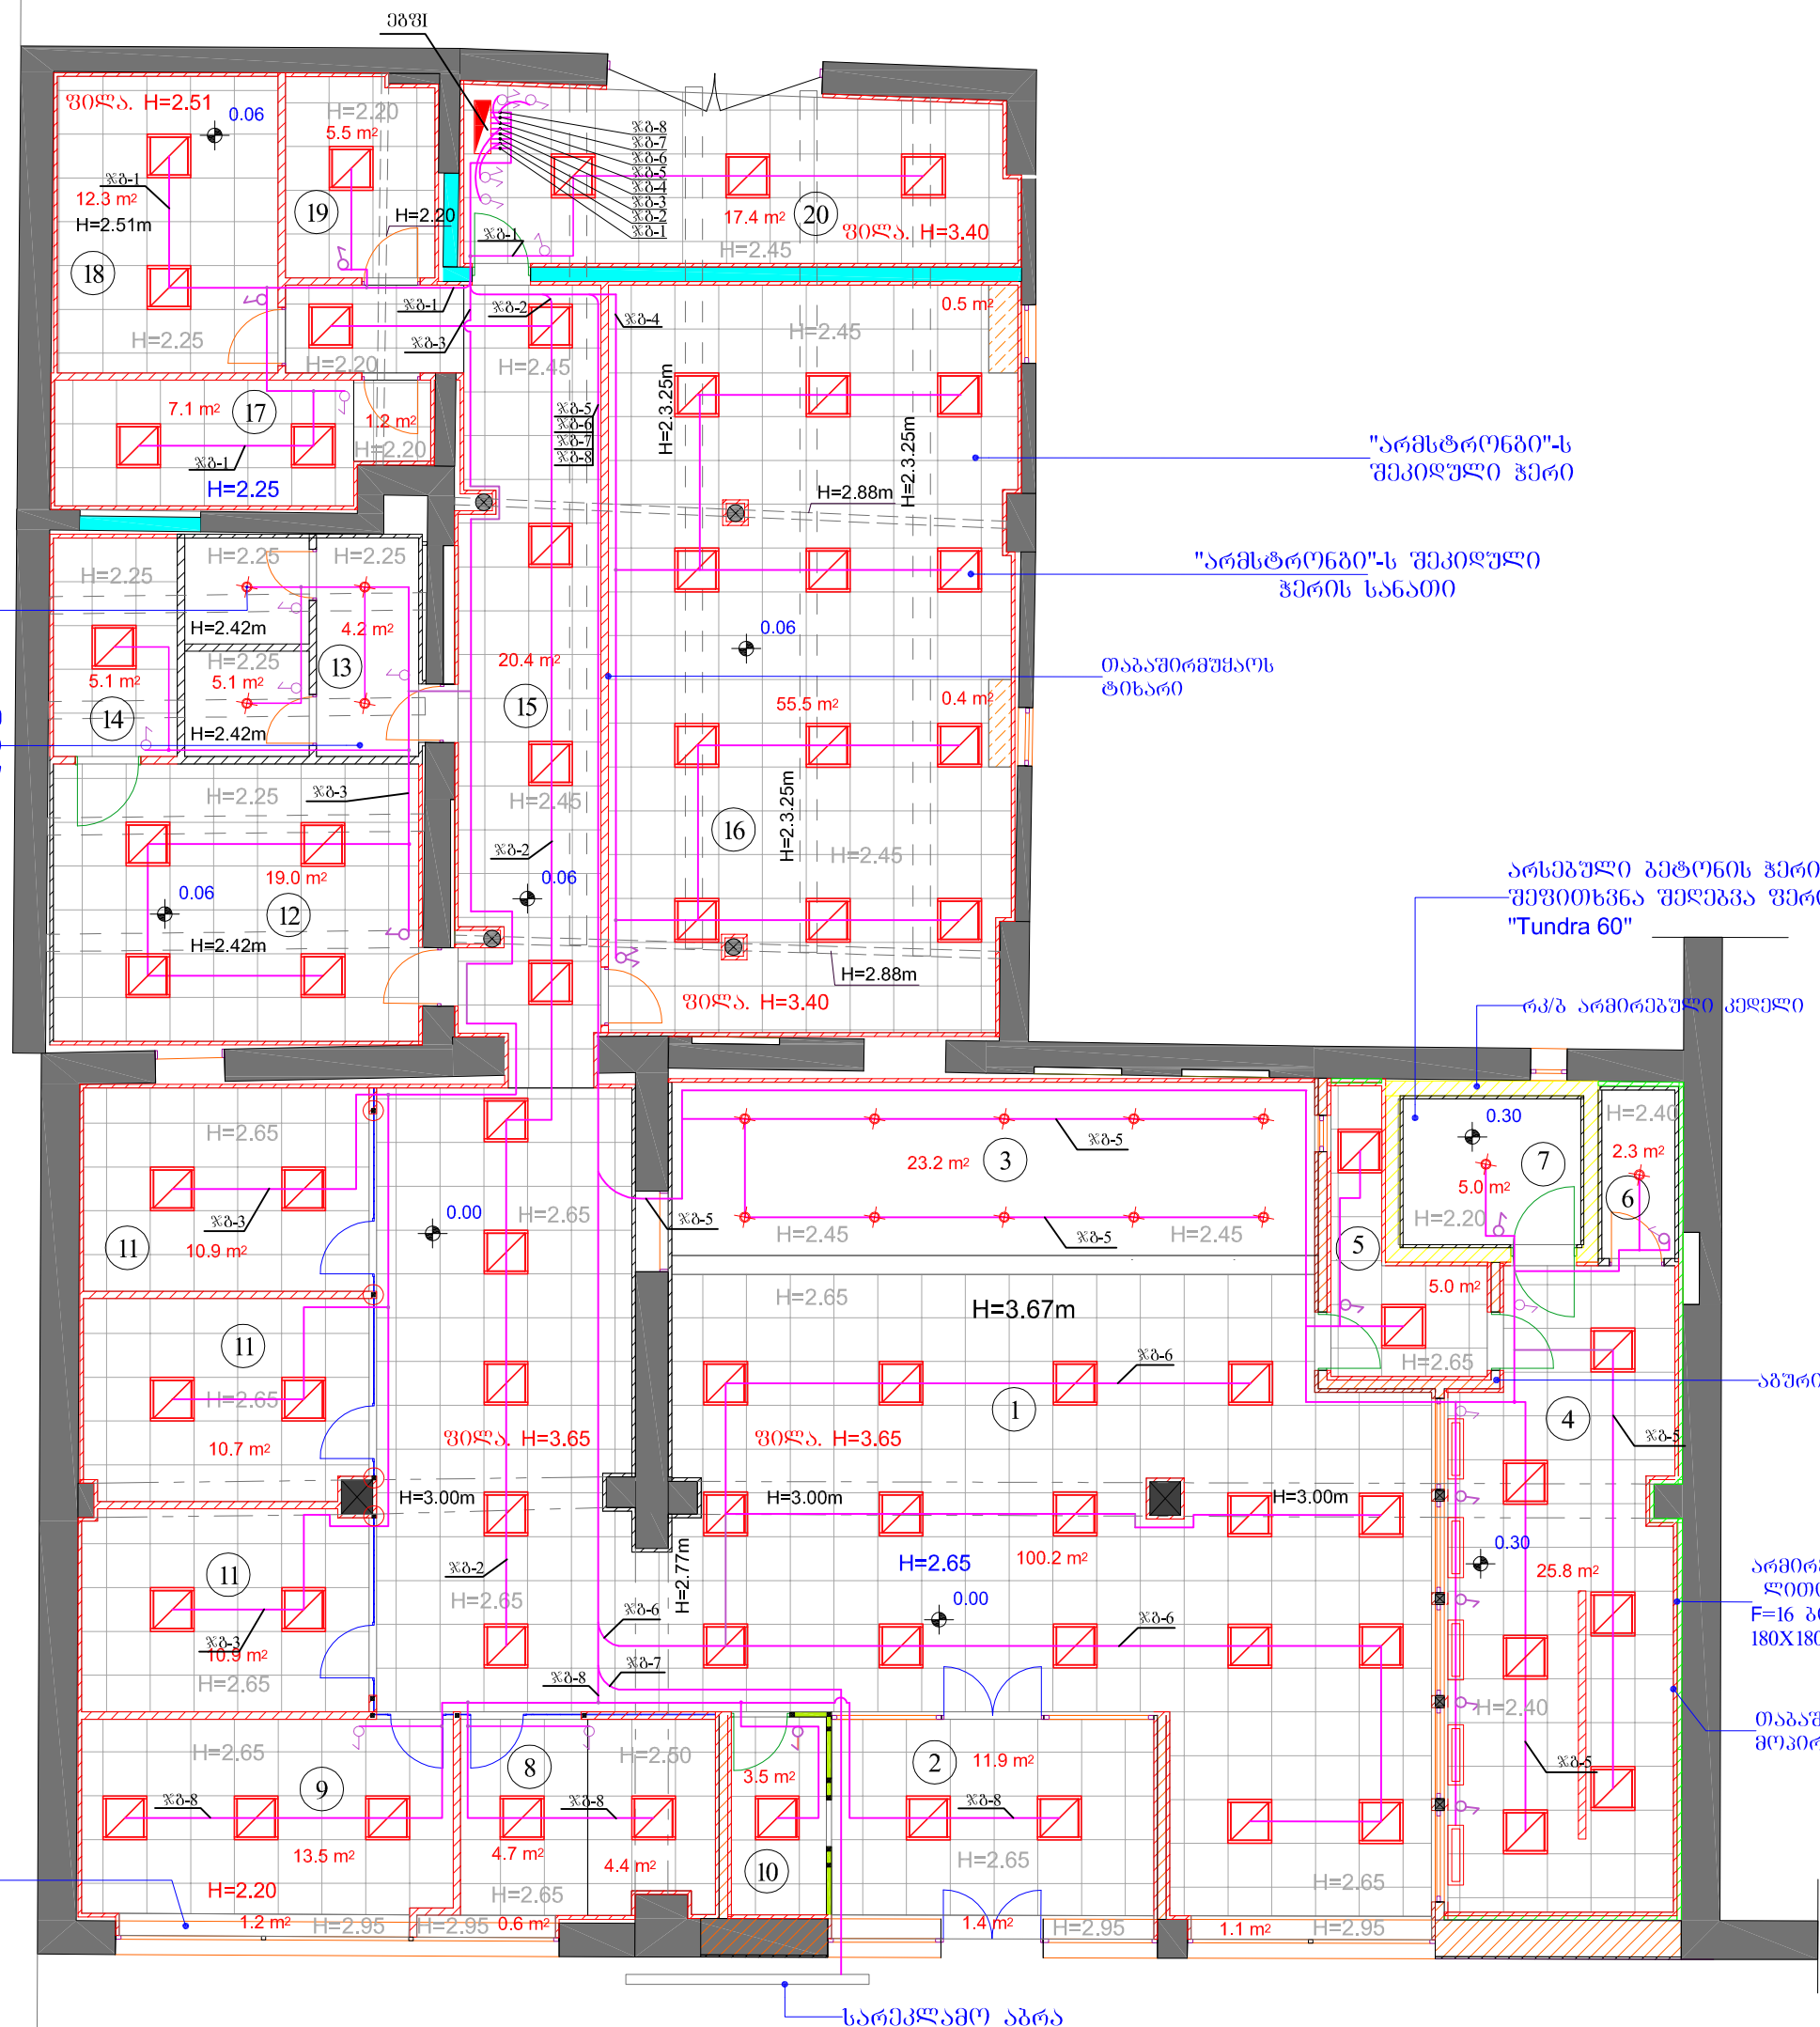 ემფI
ფილა. H=2.51
0.06
H=2.20
5.5 m²
ჯგ-8
ჯგ-7
ჯგ-6
ჯგ-5
ჯგ-4
ჯგ-3
ჯგ-2
ჯგ-1
ჯგ-1
12.3 m²
H=2.51m
19
H=2.20
17.4 m²
20
ფილა. H=3.40
ჯგ-1
H=2.45
18
ჯგ-1
ჯგ-2
ჯგ-3
ჯგ-4
0.5 m²
H=2.25
H=2.20
H=2.45
H=2.45
H=2.3.25m
H=2.3.25m
7.1 m²
17
1.2 m²
H=2.20
ჯგ-5
ჯგ-6
ჯგ-7
ჯგ-8
ჯგ-1
H=2.25
"არმსტრონგი"-ს
შეკიდული ჭერი
H=2.88m
H=2.25
H=2.25
H=2.25
"არმსტრონგი"-ს შეკიდული
ჭერის სანათი
H=2.42m
4.2 m²
0.06
H=2.25
5.1 m²
5.1 m²
13
20.4 m²
თაბაშირმუყაოს
ტიხარი
14
H=2.42m
15
55.5 m²
0.4 m²
H=2.25
ჯგ-3
H=2.45
H=2.3.25m
16
ჯგ-2
H=2.45
19.0 m²
0.06
0.06
12
H=2.42m
არსებული ბეტონის ჭერი
"Tundra 60"
H=2.88m
ფილა. H=3.40
რკ/ბ არმირებული კედელი
H=2.65
ჯგ-5
3
23.2 m²
0.30
H=2.40
2.3 m²
7
5.0 m²
6
H=2.20
ჯგ-3
10.9 m²
11
0.00
H=2.65
ჯგ-5
H=2.45
ჯგ-5
H=2.45
5
H=2.65
H=3.67m
5.0 m²
11
H=2.65
10.7 m²
ჯგ-6
H=2.65
1
4
ფილა. H=3.65
ფილა. H=3.65
ჯგ-5
H=3.00m
H=3.00m
H=3.00m
11
ჯგ-2
H=2.65
H=2.77m
H=2.65
100.2 m²
0.30
25.8 m²
0.00
F=16
ჯგ-3
10.9 m²
H=2.65
ჯგ-6
ჯგ-6
ჯგ-7
ჯგ-8
H=2.40
H=2.65
9
8
H=2.50
3.5 m²
2
11.9 m²
ჯგ-5
ჯგ-8
ჯგ-8
ჯგ-8
13.5 m²
4.7 m²
4.4 m²
10
H=2.65
H=2.20
H=2.65
H=2.65
1.2 m²
H=2.95
H=2.95
0.6 m²
1.4 m²
H=2.95
1.1 m²
H=2.95
სარეკლამო აბრა